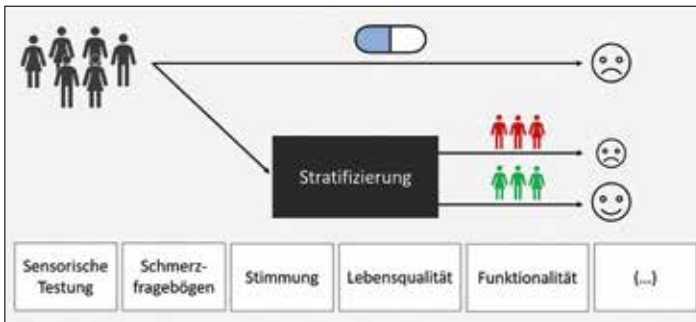 Stratifizierung
Sensorische
Testung
Schmerz-
fragebögen
Stimmung
Lebensqualität
Funktionalität
(...)